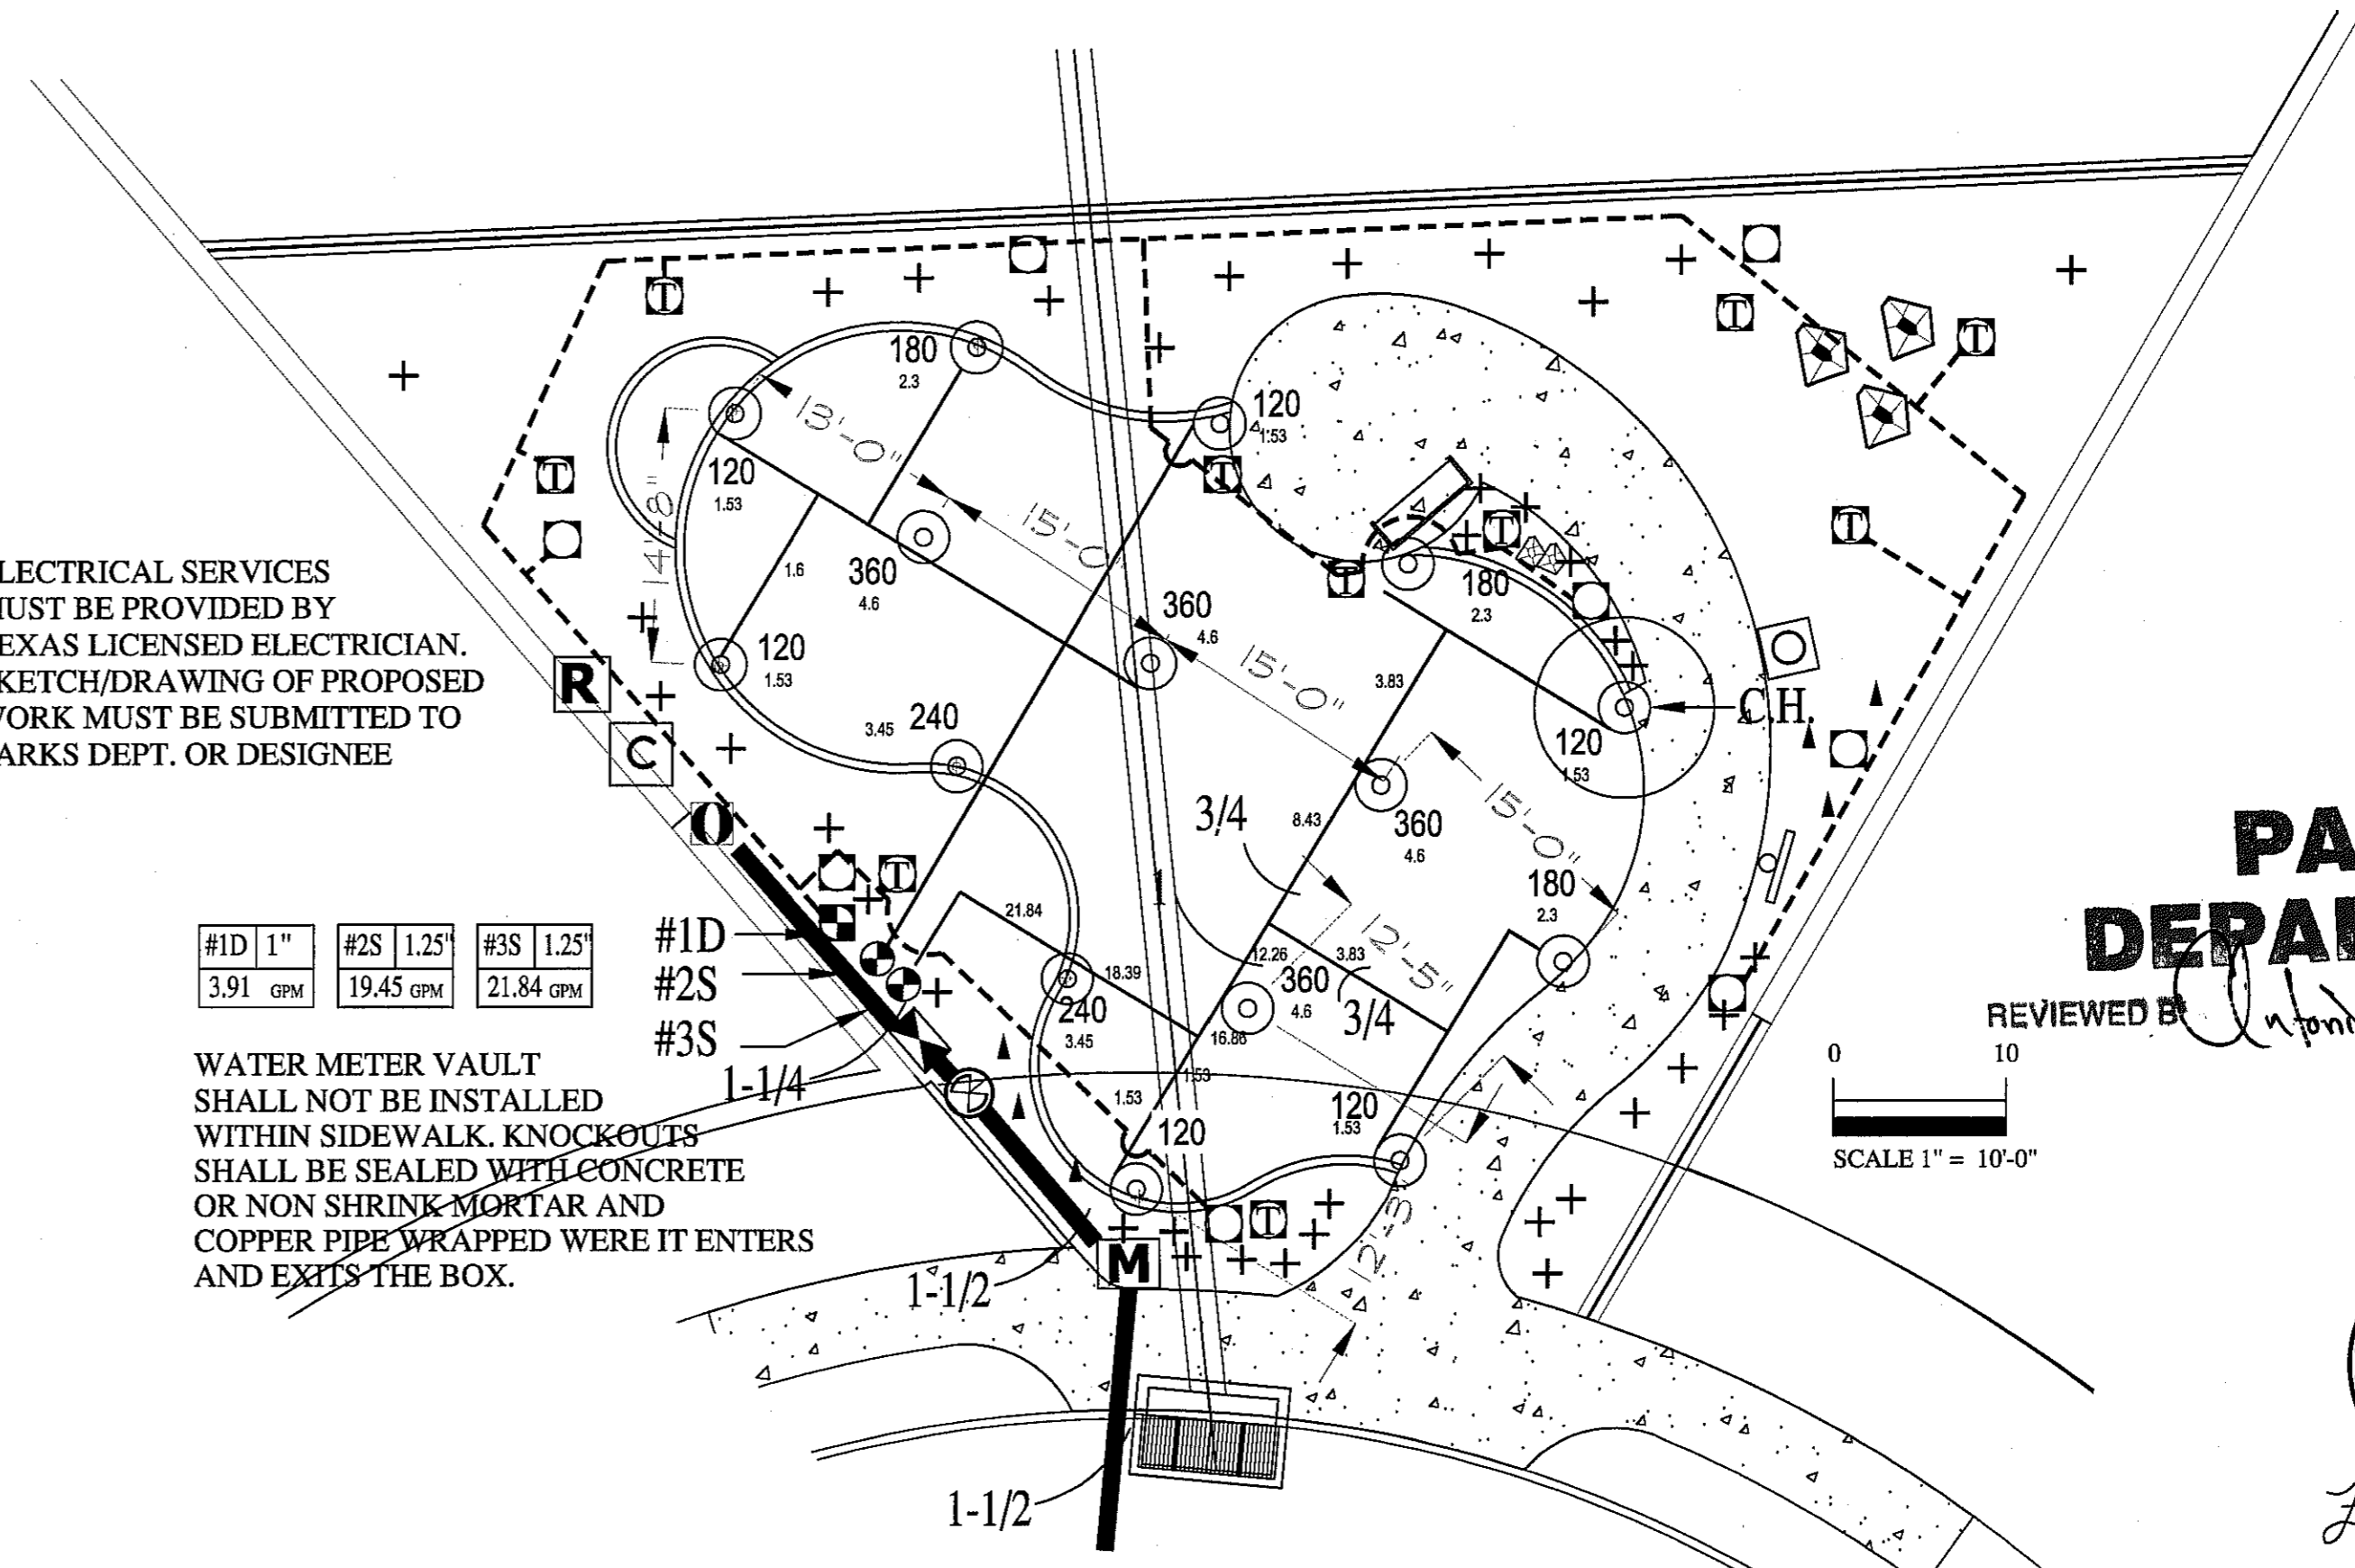 180
2.3
120
1.53
13'-0"
120
1.53
14'-8"
15'-0"
360
4.6
1.6
360
4.6
180
2.3
120
1.53
3.45
240
15'-0"
3.83
C.H.
120
1.53
3/4
8.43
360
4.6
15'-0"
180
2.3
LECTRICAL SERVICES
UST BE PROVIDED BY
EXAS LICENSED ELECTRICIAN.
KETCH/DRAWING OF PROPOSED
ORK MUST BE SUBMITTED TO
ARKS DEPT. OR DESIGNEE
R
C
O
T
T
T
T
T
T
T
T
T
T
T
1
21.84
12.26
3.83
12'-5"
360
4.6
3/4
18.39
240
3.45
16.86
1.53
1.53
120
1.53
120
12'-3"
#1D 1"
3.91 GPM
#2S 1.25"
19.45 GPM
#3S 1.25"
21.84 GPM
#1D
#2S
#3S
1-1/4
WATER METER VAULT
SHALL NOT BE INSTALLED
WITHIN SIDEWALK. KNOCKOUTS
SHALL BE SEALED WITH CONCRETE
OR NON SHRINK MORTAR AND
COPPER PIPE WRAPPED WERE IT ENTERS
AND EXITS THE BOX.
M
1-1/2
1-1/2
PA
DEPA
REVIEWED B
0 10
SCALE 1" = 10'-0"